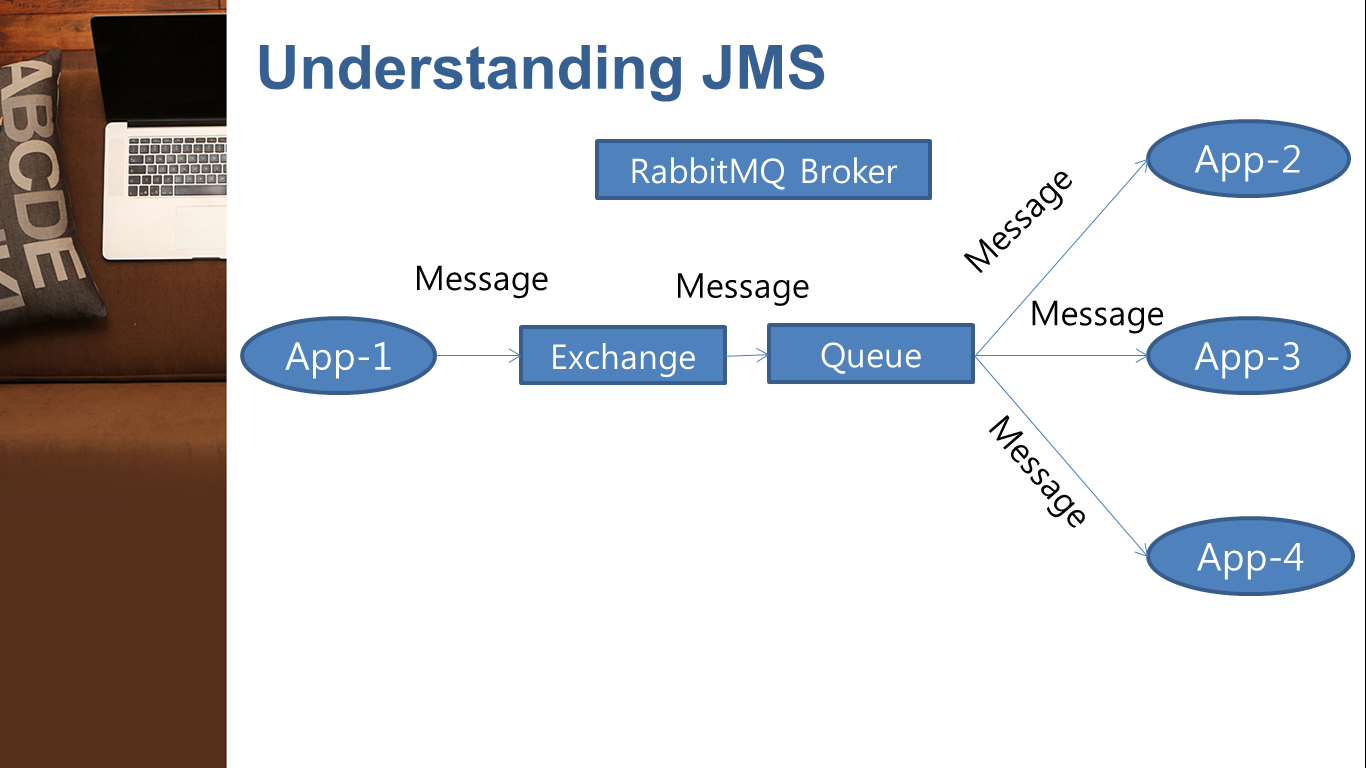 ABCDE
Understanding JMS
RabbitMQ Broker
App-2
Message
Message
Message
Message
App-1
Exchange
Queue
App-3
Message
App-4